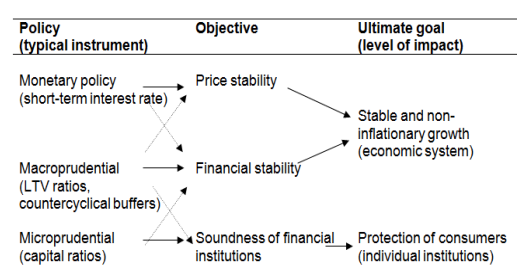 Policy Objective Ultimate goal
(typical instrument) (level of impact)
Monetary policy Price stability
(short-term interest rate)
Stable and non-
inflationary growth
(economic system)
Macroprudential Financial stability
(LTV ratios,
countercyclical buffers)
Microprudential Soundness of financial Protection of consumers
(capital ratios) institutions (individual institutions)